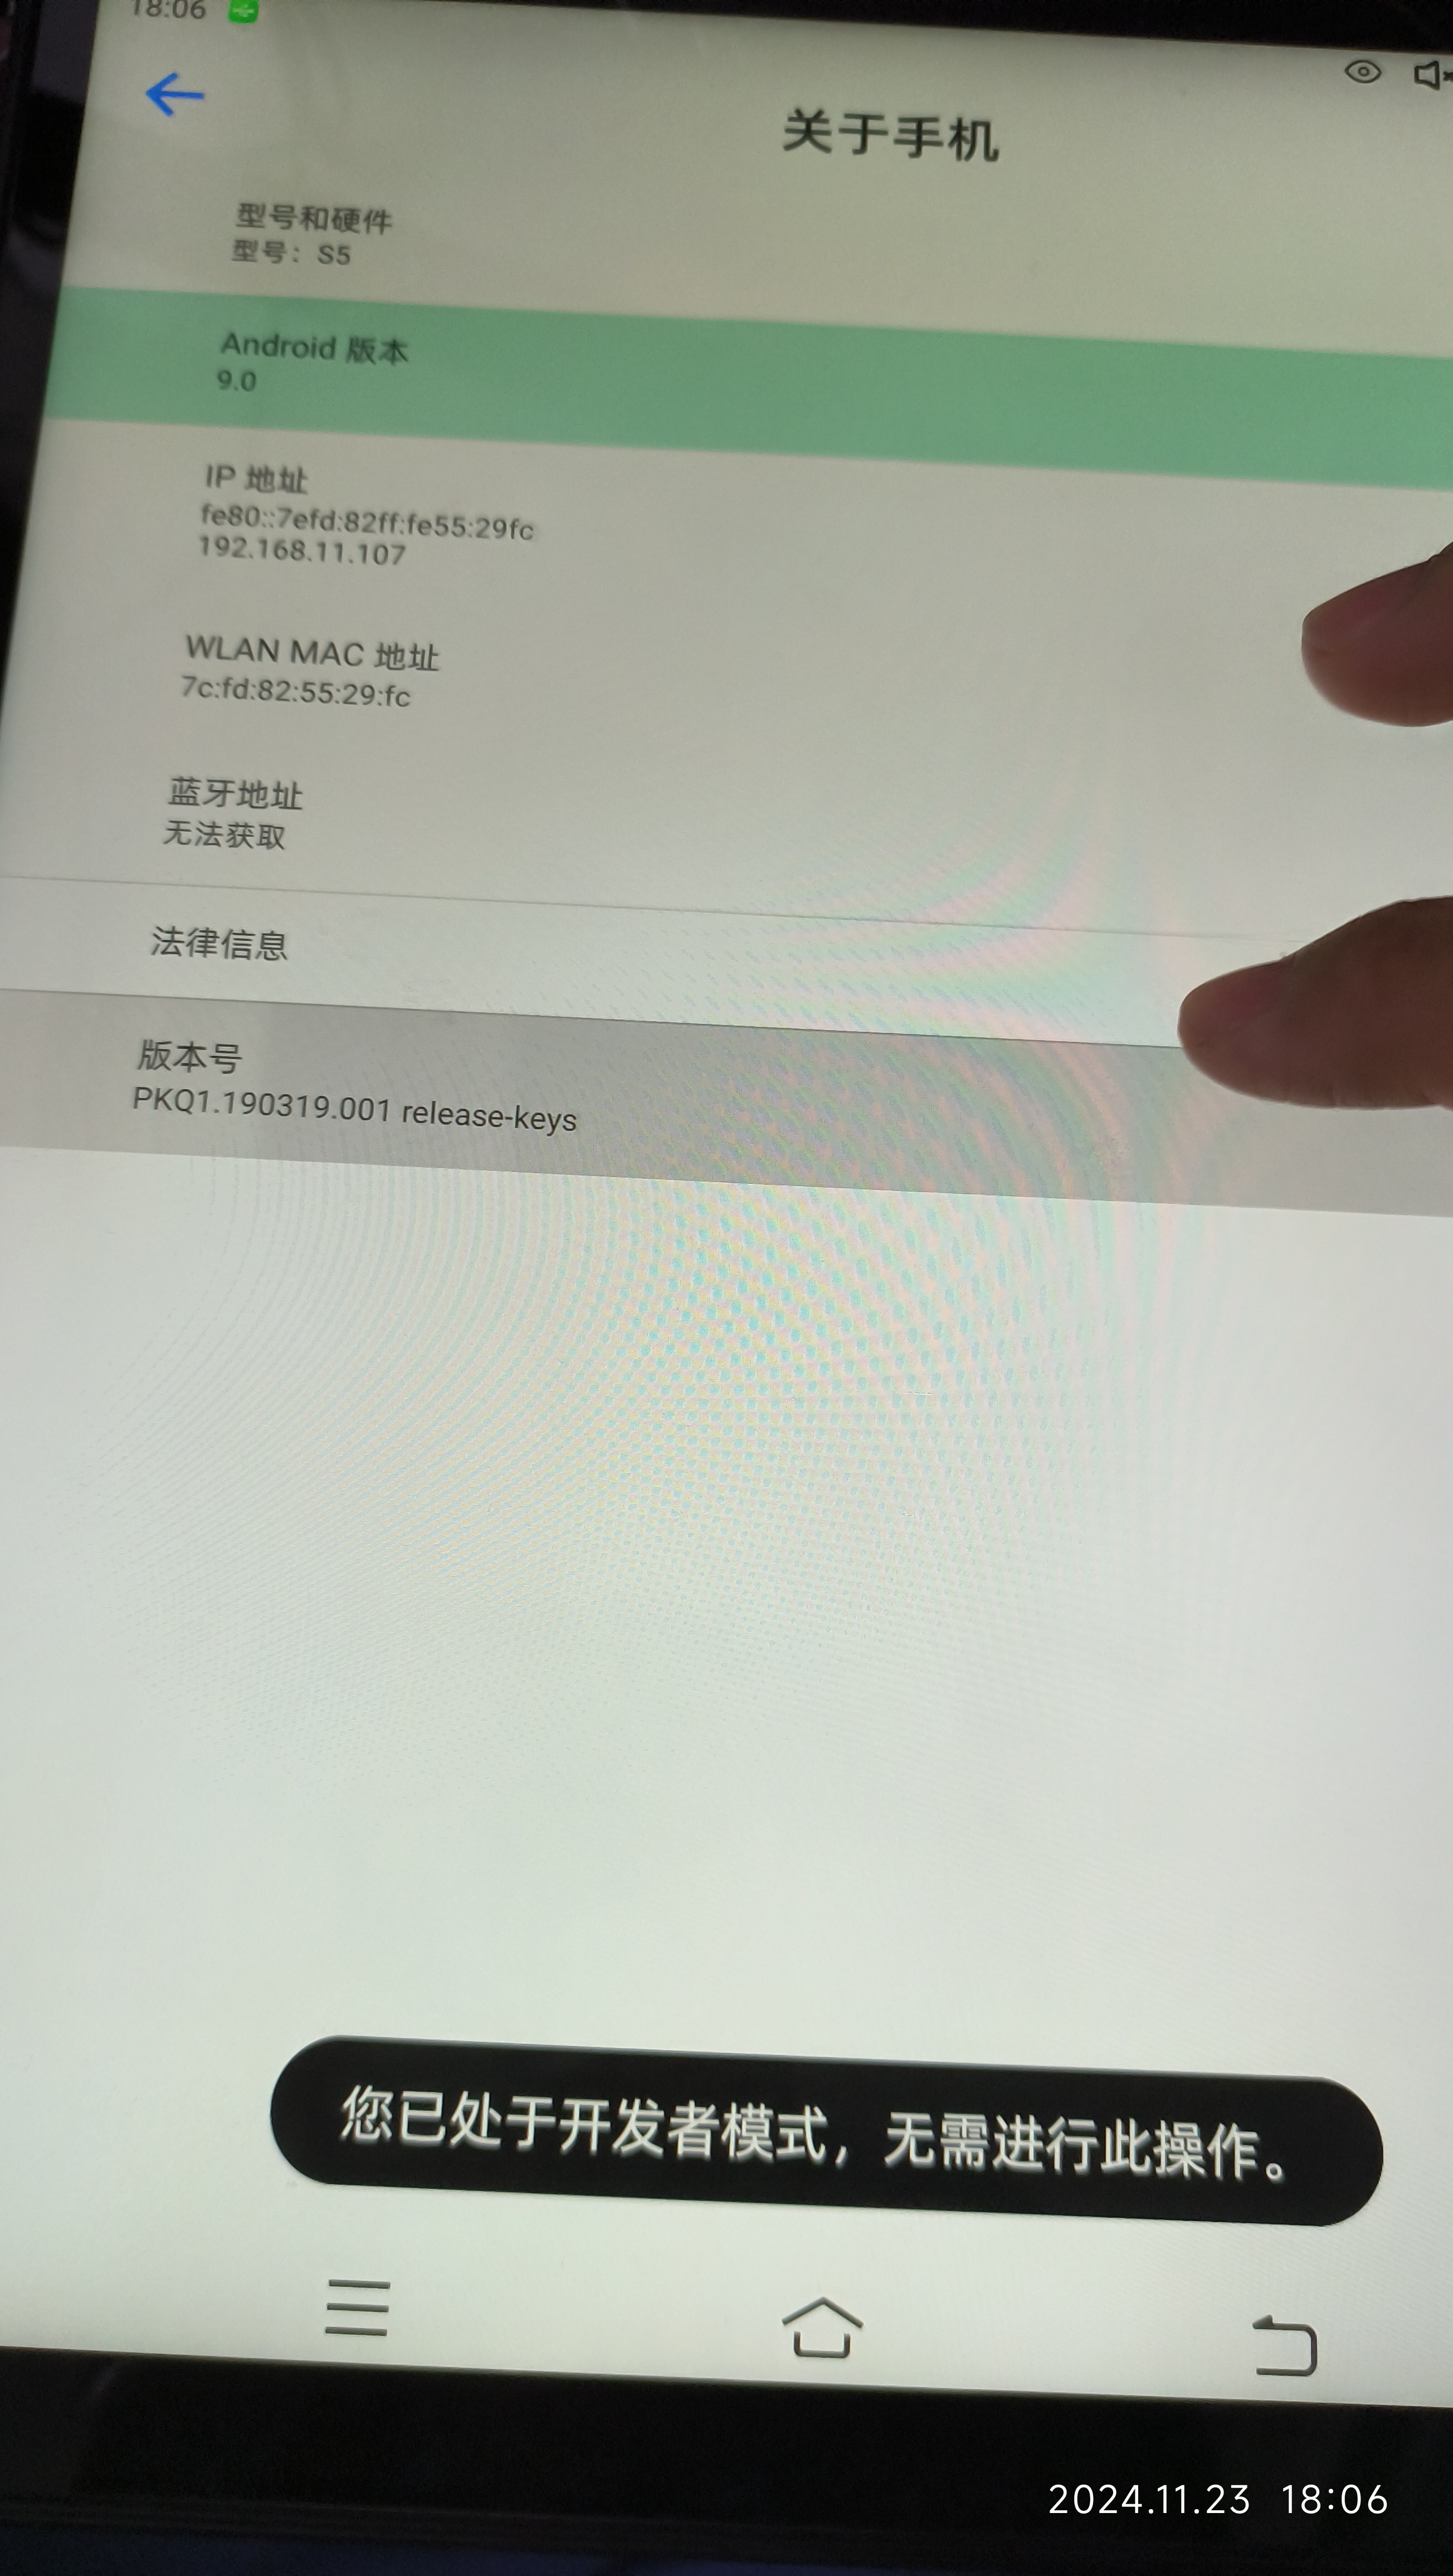 18:06
关于手机
型号和硬件
型号：S5
Android 版本
9.0
IP 地址
fe80::7efd:82ff:fe55:29fc
192.168.11.107
WLAN MAC 地址
7c:fd:82:55:29:fc
蓝牙地址
无法获取
法律信息
版本号
PKQ1.190319.001 release-keys
您已处于开发者模式，无需进行此操作。
2024.11.23 18:06